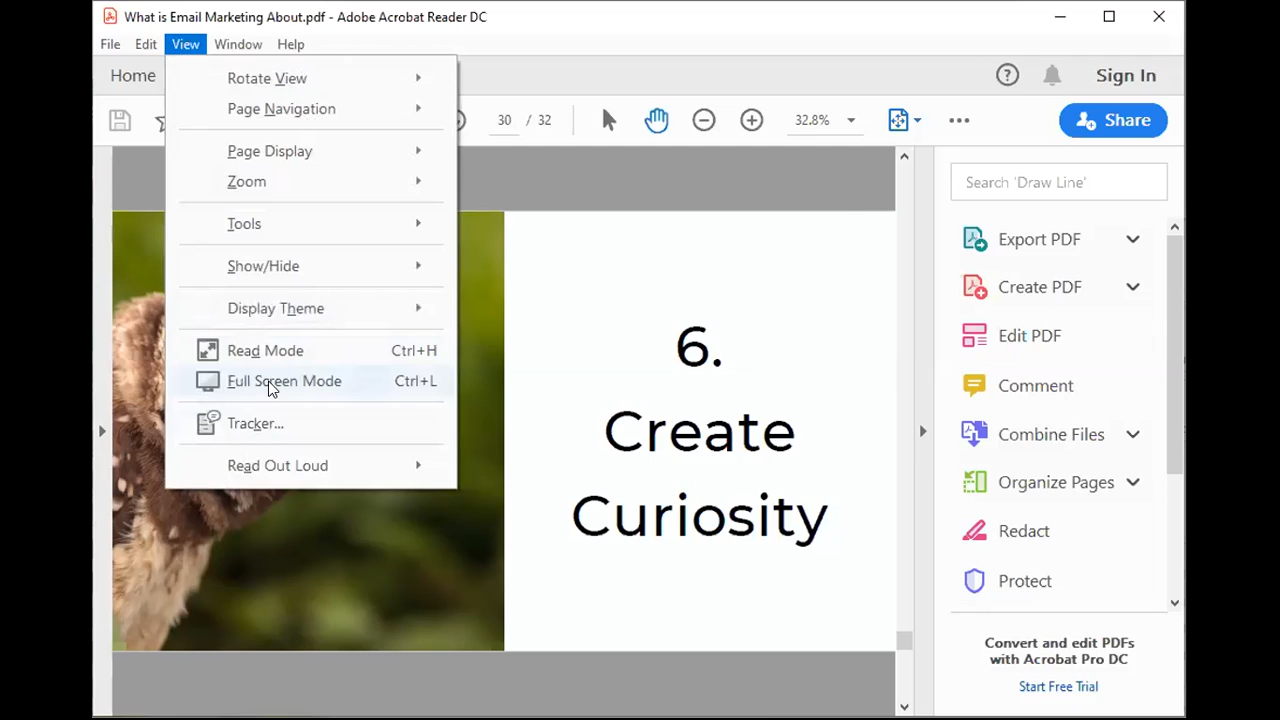 What is Email Marketing About.pdf - Adobe Acrobat Reader DC
File Edit View Window Help
Home
Sign In
30 / 32
32.8%
Share
Rotate View
Page Navigation
Page Display
Zoom
Tools
Show/Hide
Display Theme
Read Mode Ctrl+H
Full Screen Mode Ctrl+L
Tracker...
Read Out Loud
6.
Create
Curiosity
Search 'Draw Line'
Export PDF
Create PDF
Edit PDF
Comment
Combine Files
Organize Pages
Redact
Protect
Convert and edit PDFs
with Acrobat Pro DC
Start Free Trial